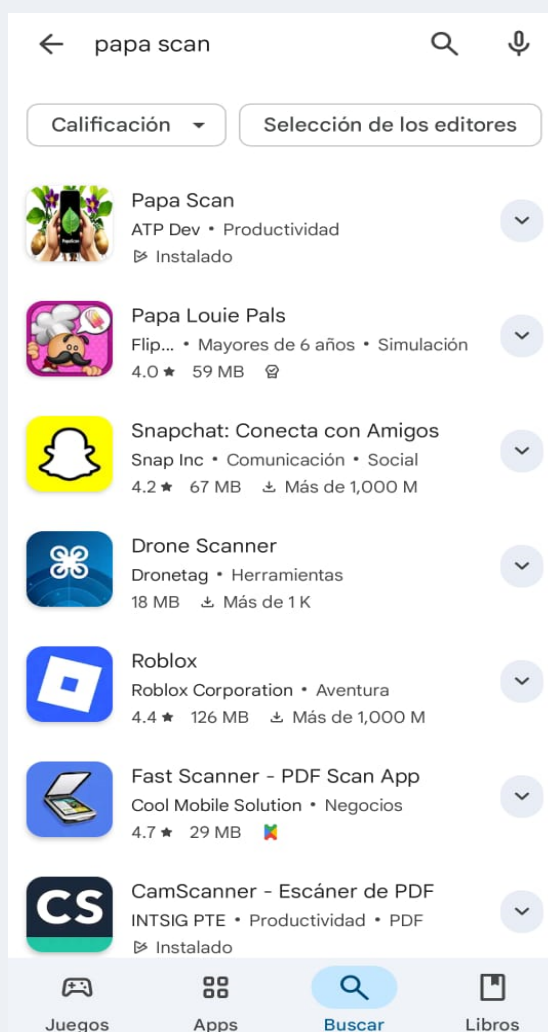 papa scan
Calificación
Selección de los editores
Papa Scan
ATP Dev • Productividad
Instalado
Papa Louie Pals
Flip... • Mayores de 6 años • Simulación
4.0 ★ 59 MB
Snapchat: Conecta con Amigos
Snap Inc • Comunicación • Social
4.2 ★ 67 MB Más de 1,000 M
Drone Scanner
Dronetag • Herramientas
18 MB Más de 1 K
Roblox
Roblox Corporation • Aventura
4.4 ★ 126 MB Más de 1,000 M
Fast Scanner - PDF Scan App
Cool Mobile Solution • Negocios
4.7 ★ 29 MB
CS
CamScanner - Escáner de PDF
INTSIG PTE • Productividad • PDF
Instalado
Juegos
Apps
Buscar
Libros